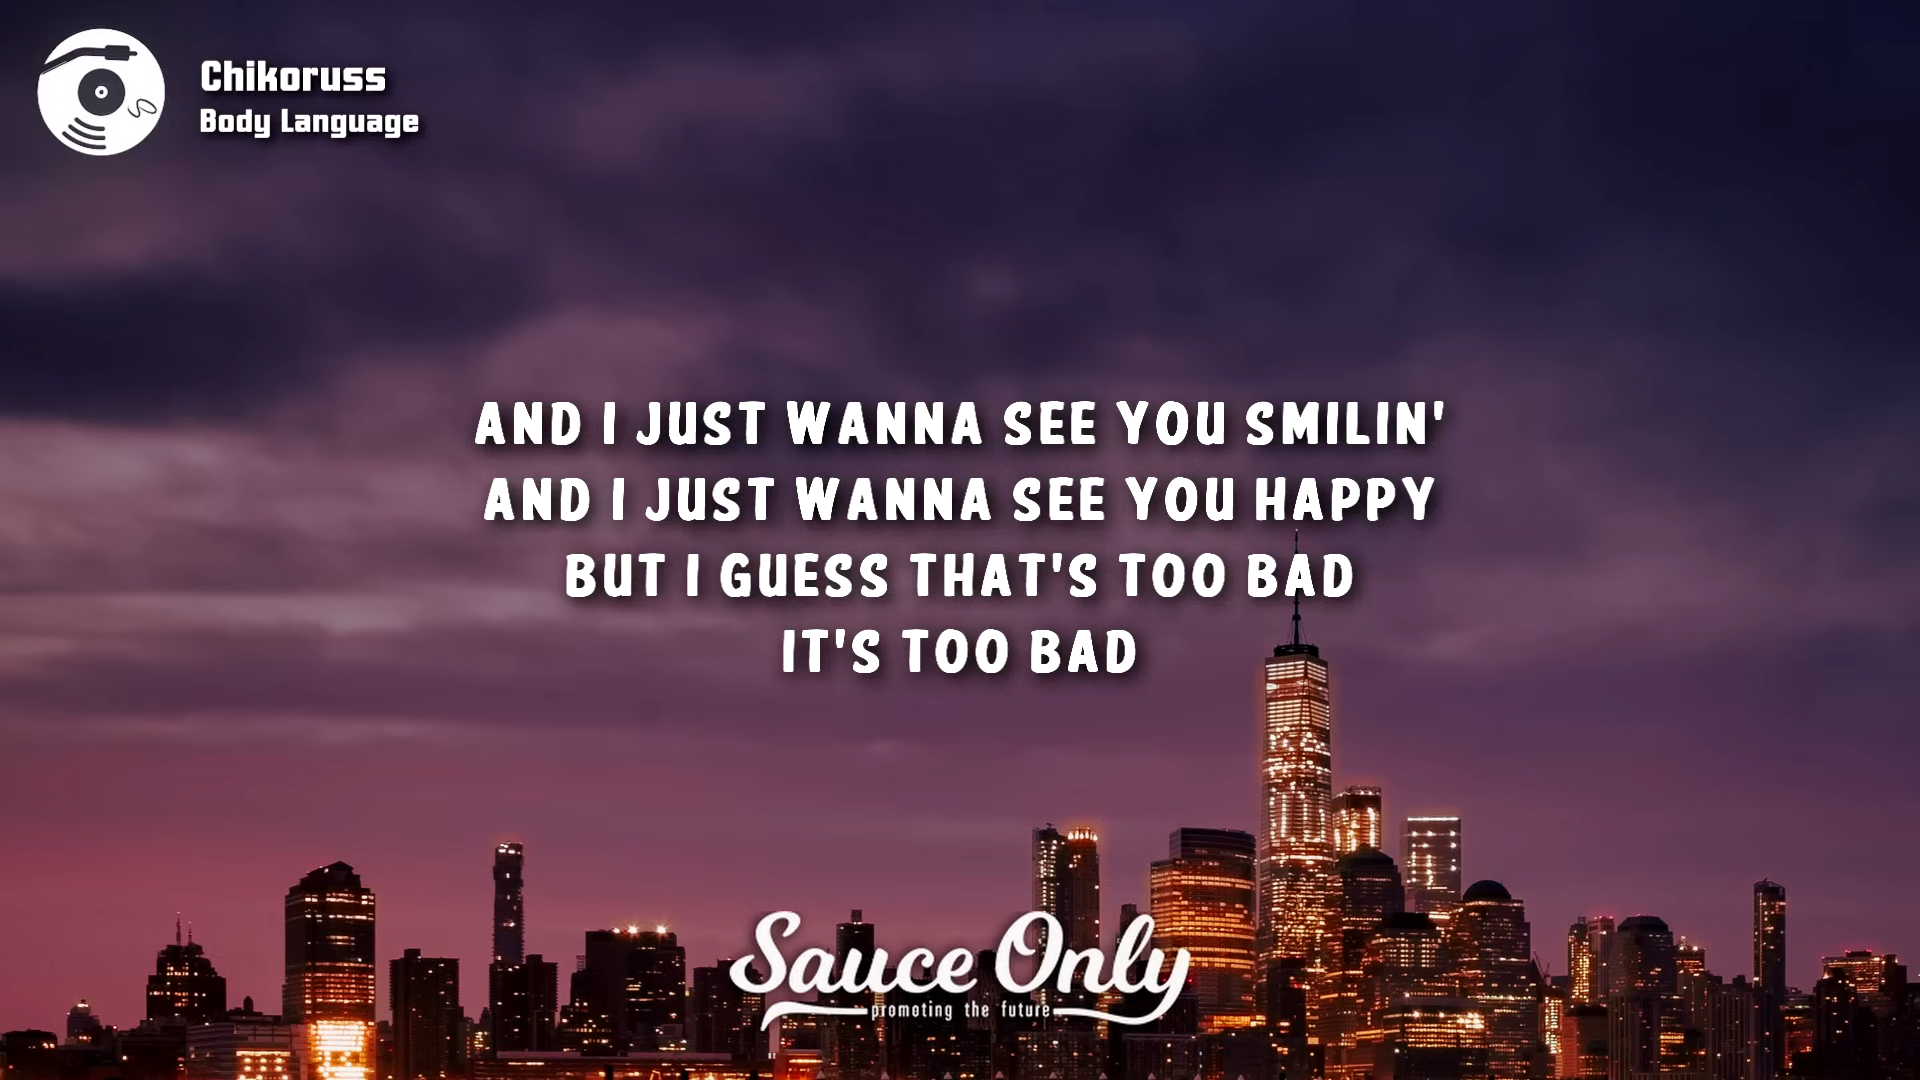 Chikoruss
Body Language
AND I JUST WANNA SEE YOU SMILIN'
AND I JUST WANNA SEE YOU HAPPY
BUT I GUESS THAT'S TOO BAD
IT'S TOO BAD
Sauce Only
promoting the future